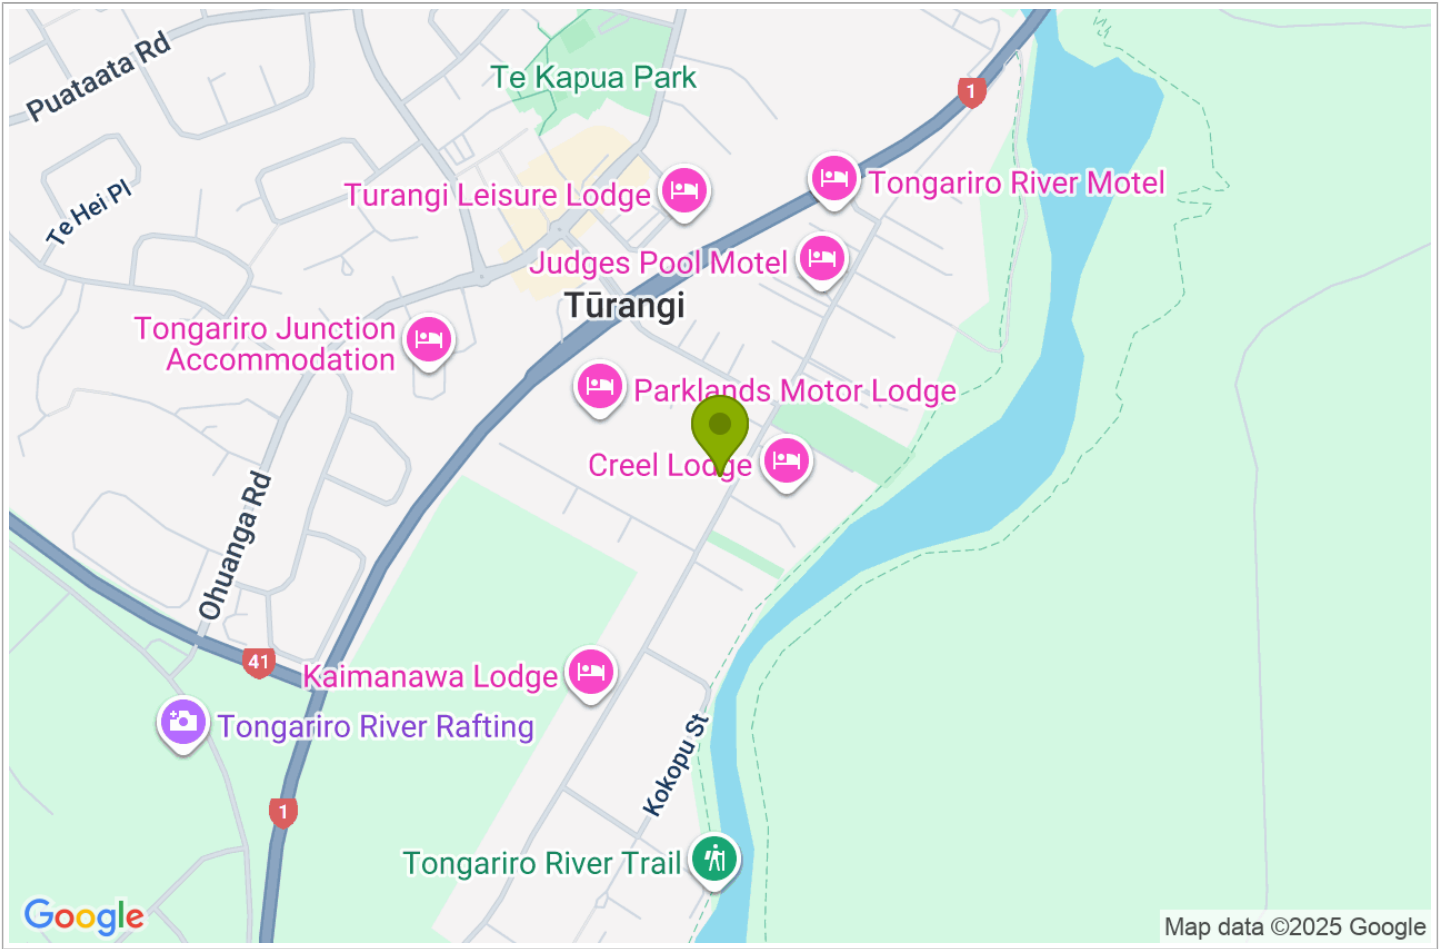 Puataata Rd
Te Kapua Park
1
Te Hei Pl
Turangi Leisure Lodge
Tongariro River Motel
Judges Pool Motel
Tūrangi
Tongariro Junction
Accommodation
Parklands Motor Lodge
Creel Lodge
Ohuanga Rd
41
Kaimanawa Lodge
Tongariro River Rafting
Kokopu St
1
Tongariro River Trail
Google
Map data ©2025 Google